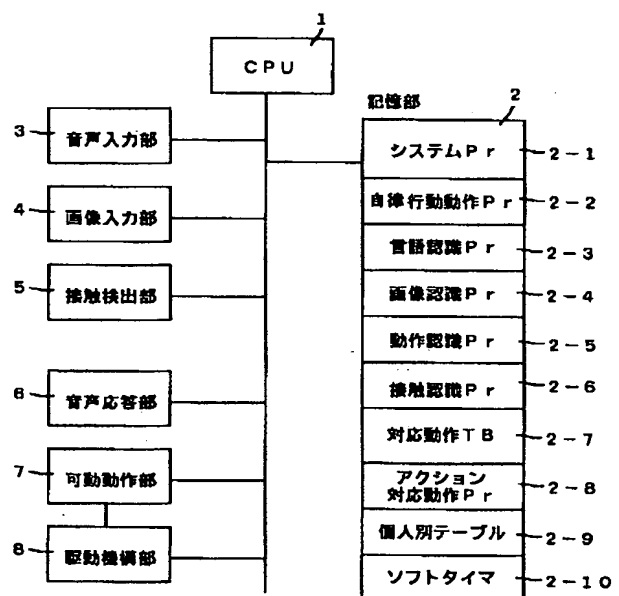 1
CPU
3 音声入力部
4 画像入力部
5 接触検出部
6 音声応答部
7 可動動作部
8 駆動機構部
記憶部
2
システムPr 2-1
自律行動動作Pr 2-2
言語認識Pr 2-3
画像認識Pr 2-4
動作認識Pr 2-5
接触認識Pr 2-6
対応動作TB 2-7
アクション
対応動作Pr 2-8
個人別テーブル 2-9
ソフトタイマ 2-10